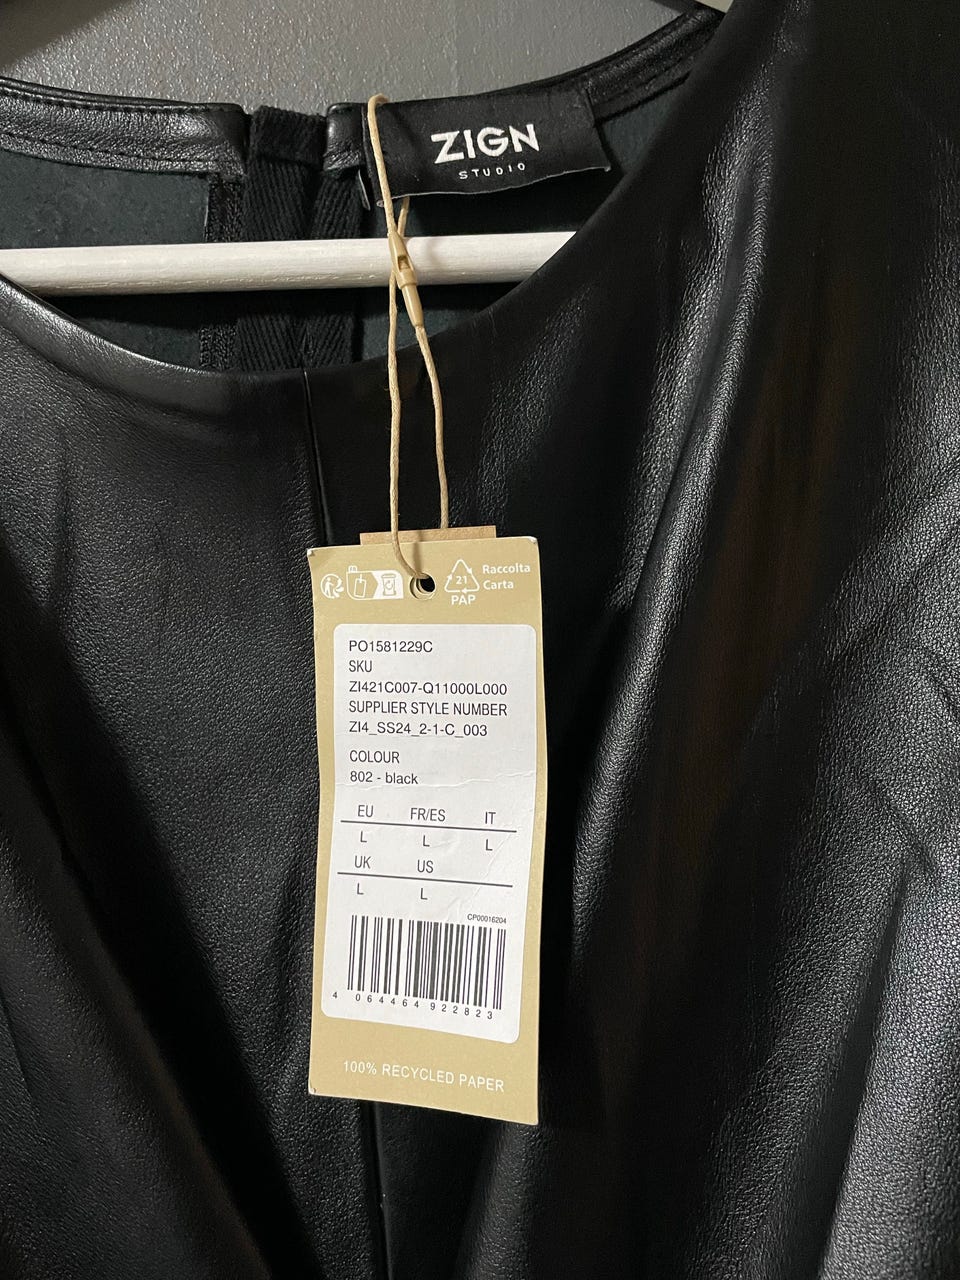 ZIGN
STUDIO
21
PAP
Raccolta
Carta
PO1581229C
SKU
ZI421C007-Q11000L000
SUPPLIER STYLE NUMBER
ZI4_SS24_2-1-C_003
COLOUR
802 - black
EU FR/ES IT
L L L
UK US
L L
CP00016204
4 064464 922823
100% RECYCLED PAPER